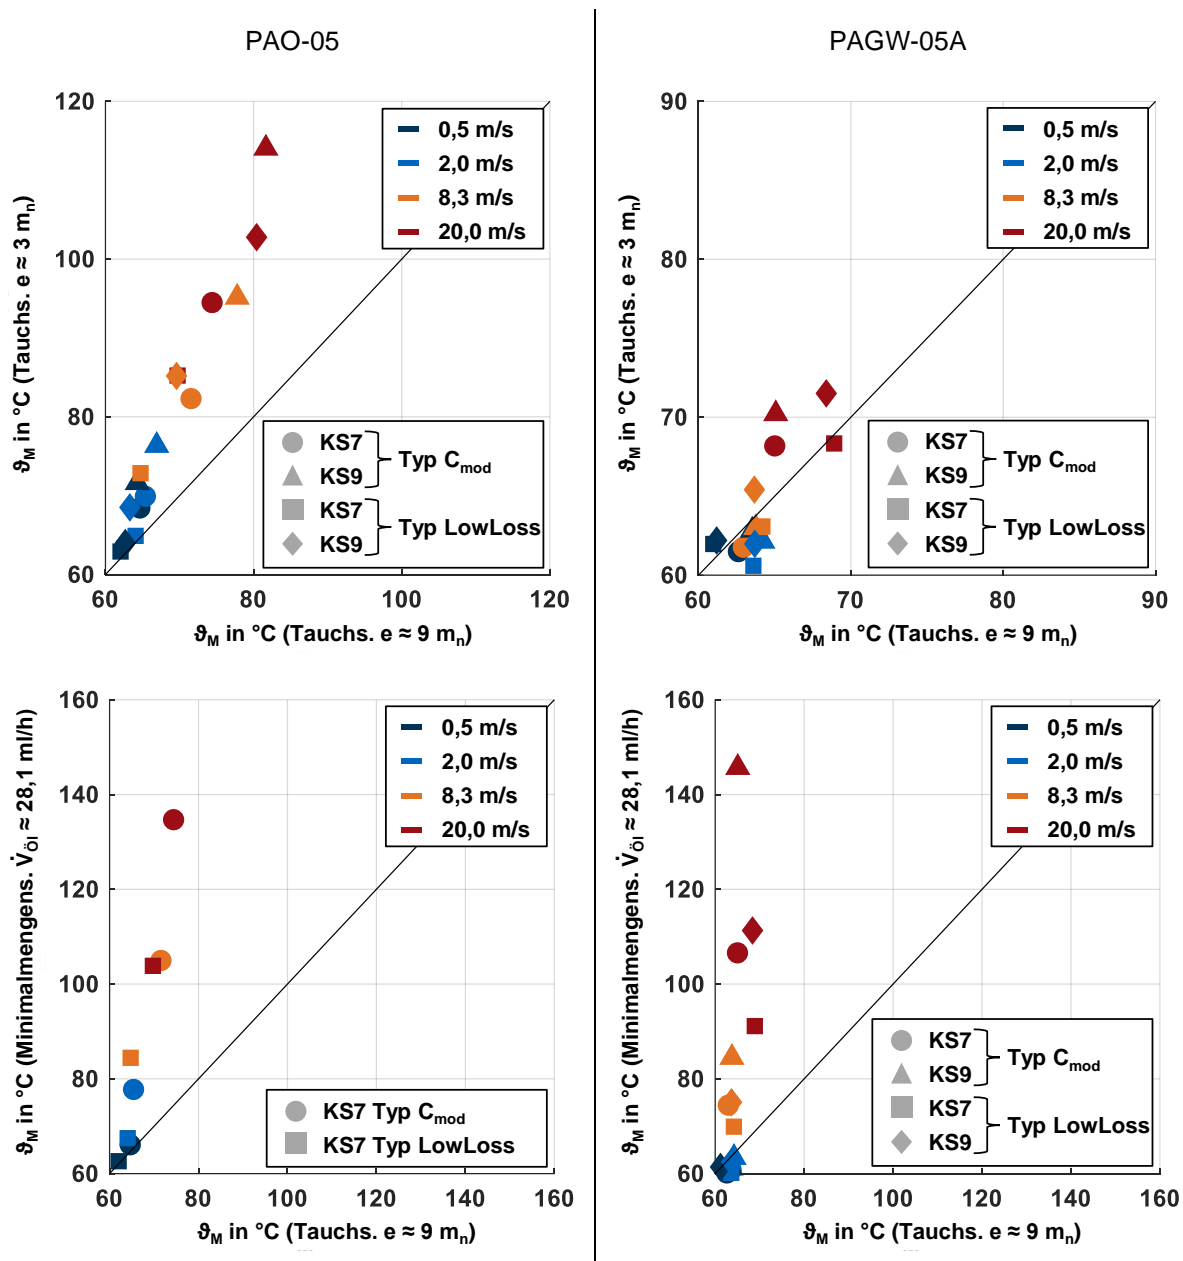 PAO-05
PAGW-05A
120
100
80
60
60
80
100
120
ϑM in °C (Tauchs. e ≈ 3 mn)
ϑM in °C (Tauchs. e ≈ 9 mn)
0,5 m/s
2,0 m/s
8,3 m/s
20,0 m/s
KS7
KS9
Typ Cmod
KS7
KS9
Typ LowLoss
90
80
70
60
60
70
80
90
ϑM in °C (Tauchs. e ≈ 3 mn)
ϑM in °C (Tauchs. e ≈ 9 mn)
0,5 m/s
2,0 m/s
8,3 m/s
20,0 m/s
KS7
KS9
Typ Cmod
KS7
KS9
Typ LowLoss
160
140
120
100
80
60
60
80
100
120
140
160
ϑM in °C (Minimalmengens. V̇Öl ≈ 28,1 ml/h)
ϑM in °C (Tauchs. e ≈ 9 mn)
0,5 m/s
2,0 m/s
8,3 m/s
20,0 m/s
KS7 Typ Cmod
KS7 Typ LowLoss
160
140
120
100
80
60
60
80
100
120
140
160
ϑM in °C (Minimalmengens. V̇Öl ≈ 28,1 ml/h)
ϑM in °C (Tauchs. e ≈ 9 mn)
0,5 m/s
2,0 m/s
8,3 m/s
20,0 m/s
KS7
KS9
Typ Cmod
KS7
KS9
Typ LowLoss